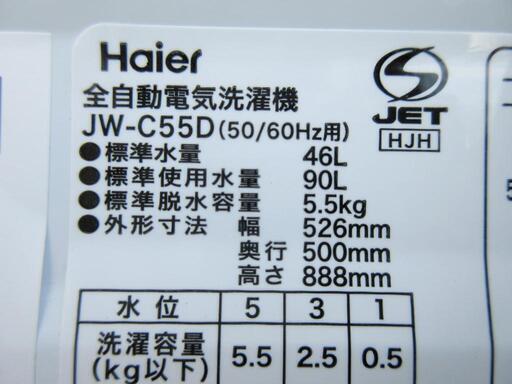 Haier
全自動電気洗濯機
JW-C55D(50/60Hz用)
JET
HJH
●標準水量 46L
●標準使用水量 90L
●標準脱水容量 5.5kg
●外形寸法 幅 526mm
奥行 500mm
高さ 888mm
水位 5 3 1
洗濯容量
(kg以下) 5.5 2.5 0.5